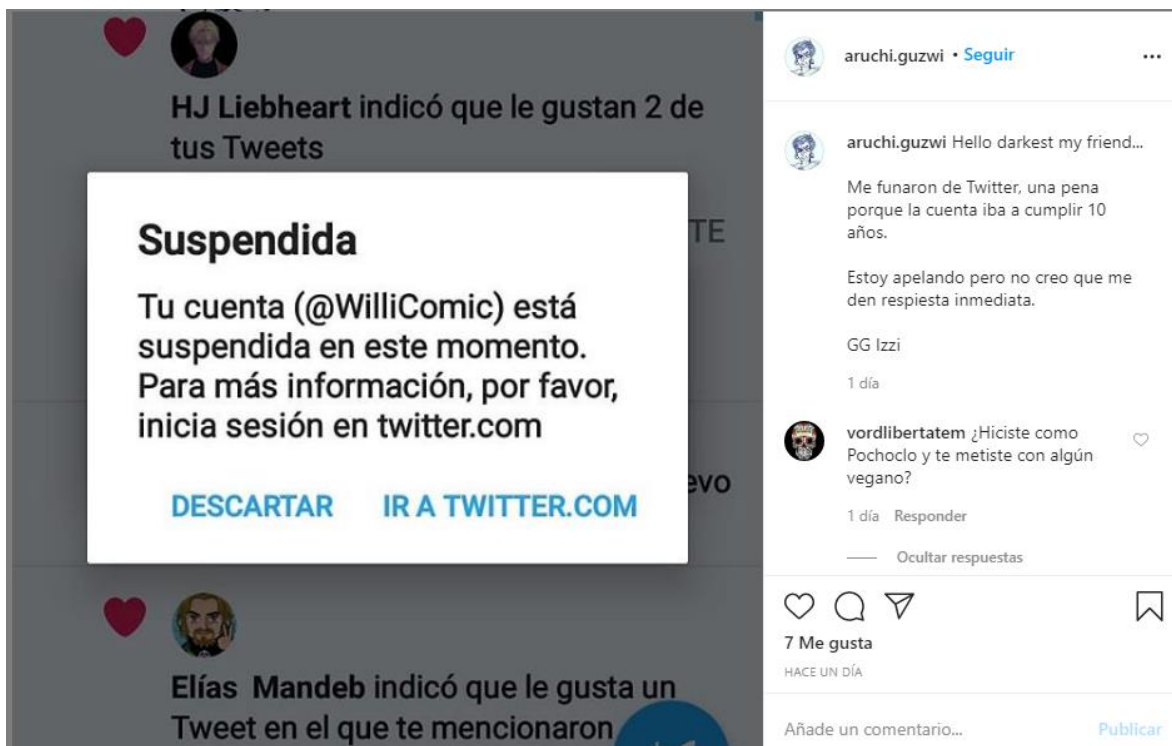 HJ Liebheart indicó que le gustan 2 de
tus Tweets
TE
Suspendida
Tu cuenta (@WilliComic) está
suspendida en este momento.
Para más información, por favor,
inicia sesión en twitter.com
evo
DESCARTAR IR A TWITTER.COM
Elías Mandeb indicó que le gusta un
Tweet en el que te mencionaron
aruchi.guzwi • Seguir
aruchi.guzwi Hello darkest my friend...
Me funaron de Twitter, una pena
porque la cuenta iba a cumplir 10
años.
Estoy apelando pero no creo que me
den respiesta inmediata.
GG Izzi
1 día
vordlibertatem ¿Hiciste como
Pochoclo y te metiste con algún
vegano?
1 día Responder
Ocultar respuestas
7 Me gusta
HACE UN DÍA
Añade un comentario... Publicar